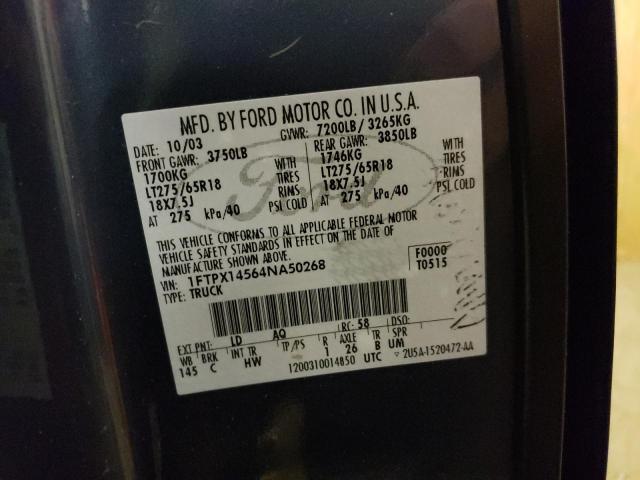 MFD. BY FORD MOTOR CO. IN U.S.A.
DATE: 10/03 GVWR: 7200LB/ 3265KG
FRONT GAWR: 3750LB REAR GAWR: 3850LB
1700KG WITH 1746KG WITH
LT275/65R18 TIRES LT275/65R18 TIRES
18X7.5J RIMS 18X7.5J RIMS
AT 275 kPa/40 PSI COLD AT 275 kPa/40 PSI COLD
Ford
THIS VEHICLE CONFORMS TO ALL APPLICABLE FEDERAL MOTOR
VEHICLE SAFETY STANDARDS IN EFFECT ON THE DATE OF
MANUFACTURE SHOWN ABOVE.
VIN: 1FTPX14564NA50268 F0000
TYPE: TRUCK T0515
EXT PNT: LD AQ RC: 58 DSO:
WB BRK INT TR TP/PS R AXLE TR SPR
145 C HW 1 26 B UM
1200310014850 UTC ▽ 2U5A-1520472-AA